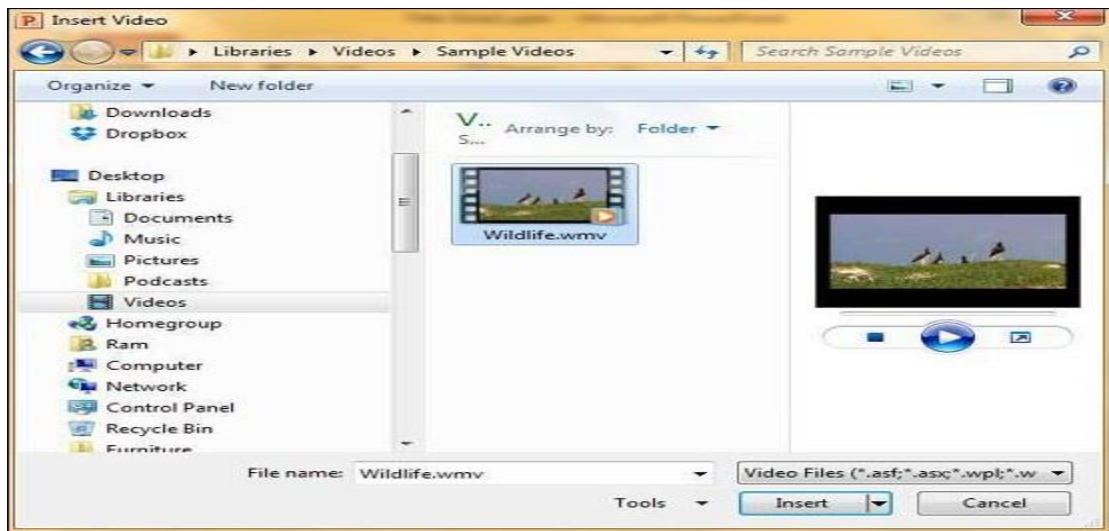 Insert Video
Libraries Videos Sample Videos
Search Sample Videos
Organize New folder
Downloads
Dropbox
Desktop
Libraries
Documents
Music
Pictures
Podcasts
Videos
Homegroup
Ram
Computer
Network
Control Panel
Recycle Bin
Furniture
V..
S...
Arrange by: Folder
Wildlife.wmv
File name: Wildlife.wmv
Video Files (*.asf;*.asx;*.wpl;*.w
Tools Insert Cancel